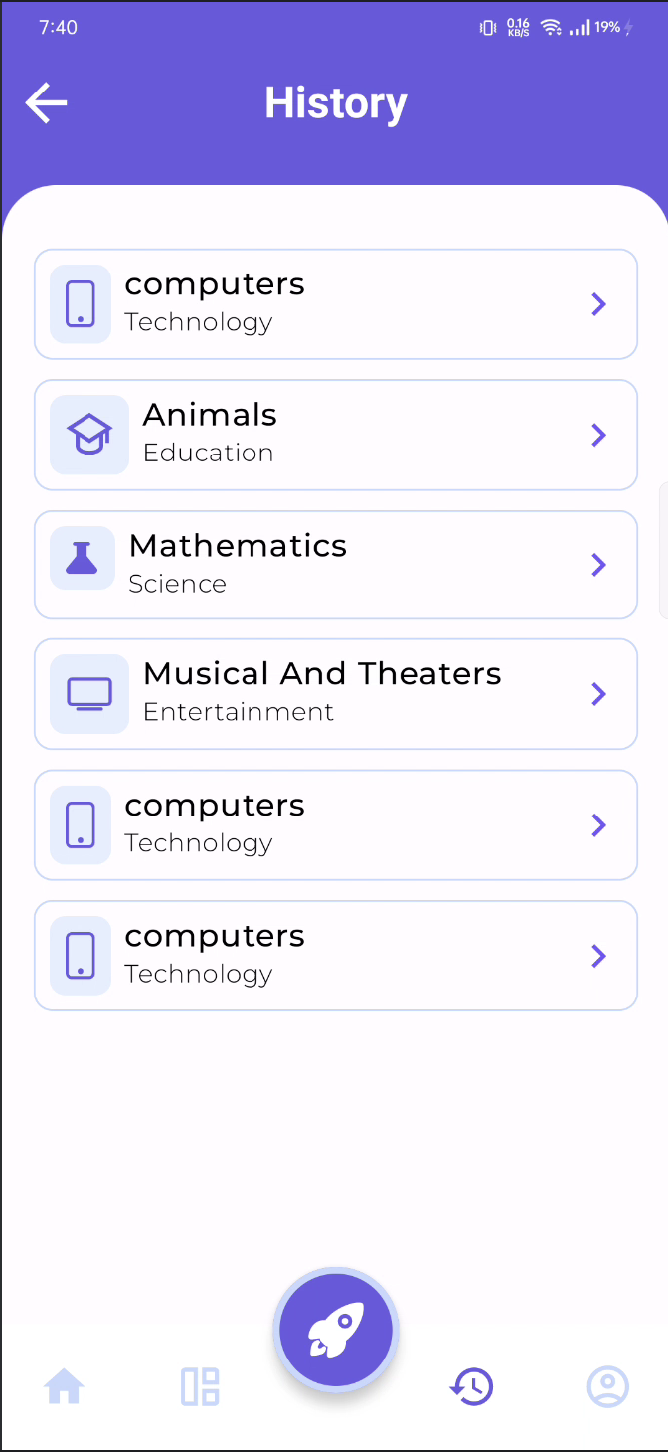 7:40
0.16
KB/S
19%
History
computers
Technology
Animals
Education
Mathematics
Science
Musical And Theaters
Entertainment
computers
Technology
computers
Technology